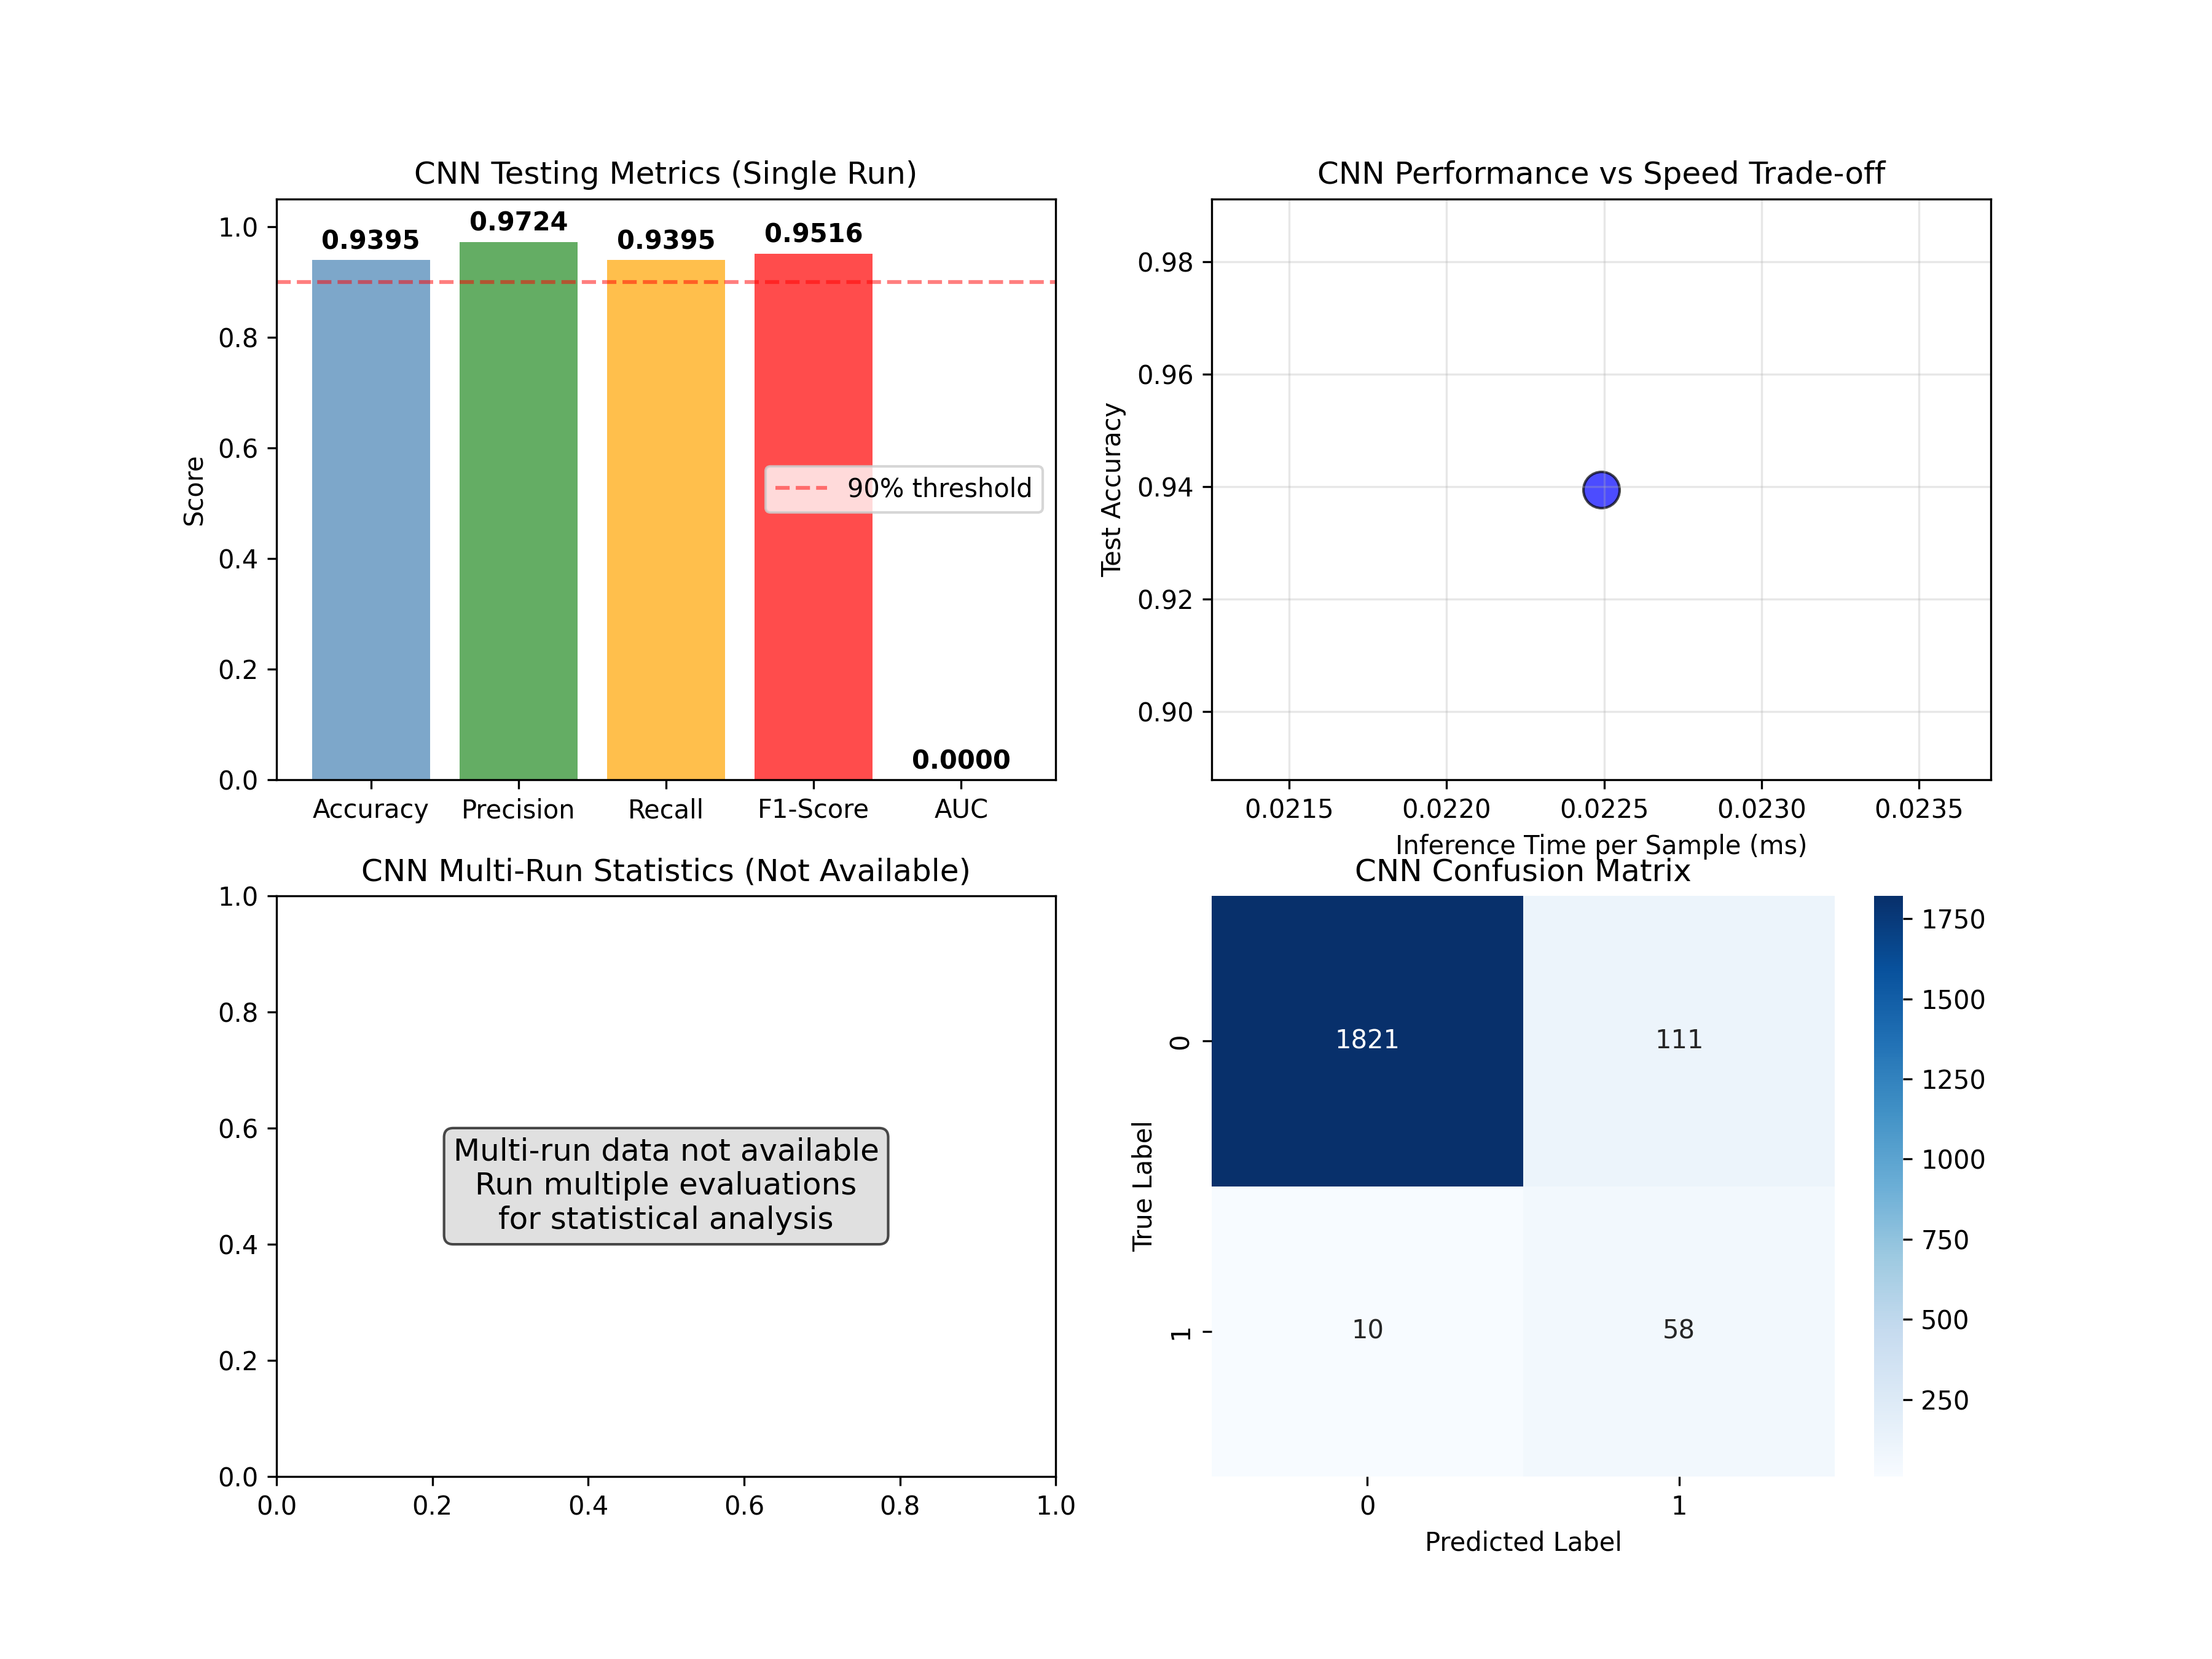 CNN Testing Metrics (Single Run)
1.0
0.8
0.6
0.4
0.2
0.0
Score
0.9395
0.9724
0.9395
0.9516
0.0000
90% threshold
Accuracy
Precision
Recall
F1-Score
AUC
CNN Performance vs Speed Trade-off
0.98
0.96
0.94
0.92
0.90
Test Accuracy
0.0215
0.0220
0.0225
0.0230
0.0235
Inference Time per Sample (ms)
CNN Multi-Run Statistics (Not Available)
1.0
0.8
0.6
0.4
0.2
0.0
Multi-run data not available
Run multiple evaluations
for statistical analysis
0.0
0.2
0.4
0.6
0.8
1.0
CNN Confusion Matrix
True Label
0
1
1821
111
10
58
0
1
Predicted Label
1750
1500
1250
1000
750
500
250